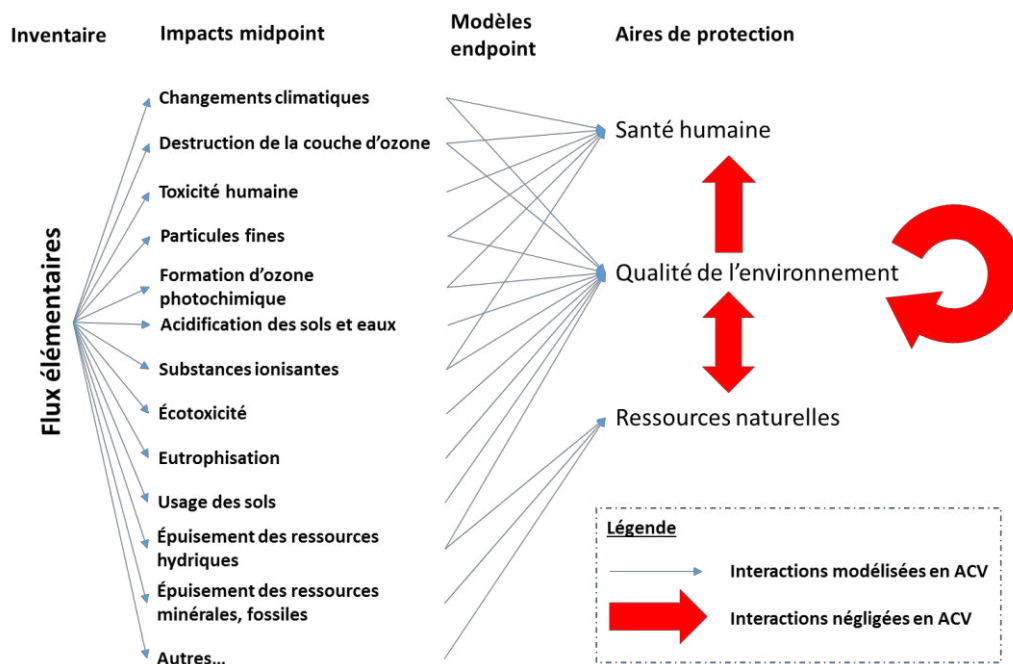 Inventaire
Impacts midpoint
Modèles
endpoint
Aires de protection
Flux élémentaires
Changements climatiques
Destruction de la couche d'ozone
Toxicité humaine
Particules fines
Formation d'ozone
photochimique
Acidification des sols et eaux
Substances ionisantes
Écotoxicité
Eutrophisation
Usage des sols
Épuisement des ressources
hydriques
Épuisement des ressources
minérales, fossiles
Autres...
Santé humaine
Qualité de l'environnement
Ressources naturelles
Légende
Interactions modélisées en ACV
Interactions négligées en ACV